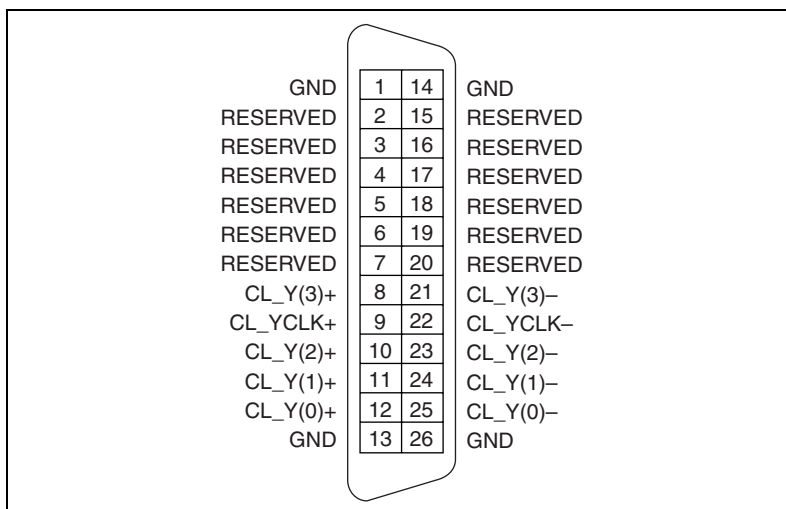 GND 1 14 GND
RESERVED 2 15 RESERVED
RESERVED 3 16 RESERVED
RESERVED 4 17 RESERVED
RESERVED 5 18 RESERVED
RESERVED 6 19 RESERVED
RESERVED 7 20 RESERVED
CL_Y(3)+ 8 21 CL_Y(3)–
CL_YCLK+ 9 22 CL_YCLK–
CL_Y(2)+ 10 23 CL_Y(2)–
CL_Y(1)+ 11 24 CL_Y(1)–
CL_Y(0)+ 12 25 CL_Y(0)–
GND 13 26 GND